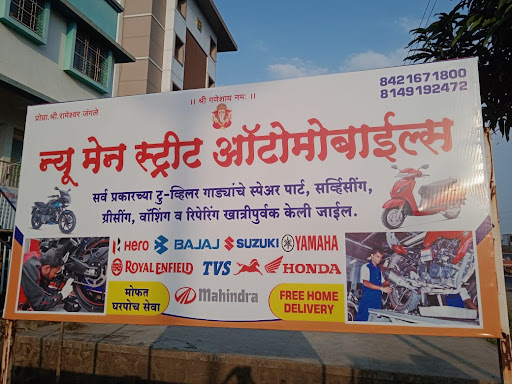 8421671800
8149192472
।। श्री गणेशाय नमः ।।
प्रोप्रा.श्री.रामेश्वर जंगले
न्यू मेन स्ट्रीट ऑटोमोबाईल्स
सर्व प्रकारच्या टु-व्हिलर गाड्यांचे स्पेअर पार्ट, सर्व्हिसींग,
ग्रीसींग, वॉशिंग व रिपेरिंग खात्रीपुर्वक केली जाईल.
Hero BAJAJ SUZUKI YAMAHA
ROYAL ENFIELD TVS HONDA
मोफत
घरपोच सेवा
Mahindra
FREE HOME
DELIVERY